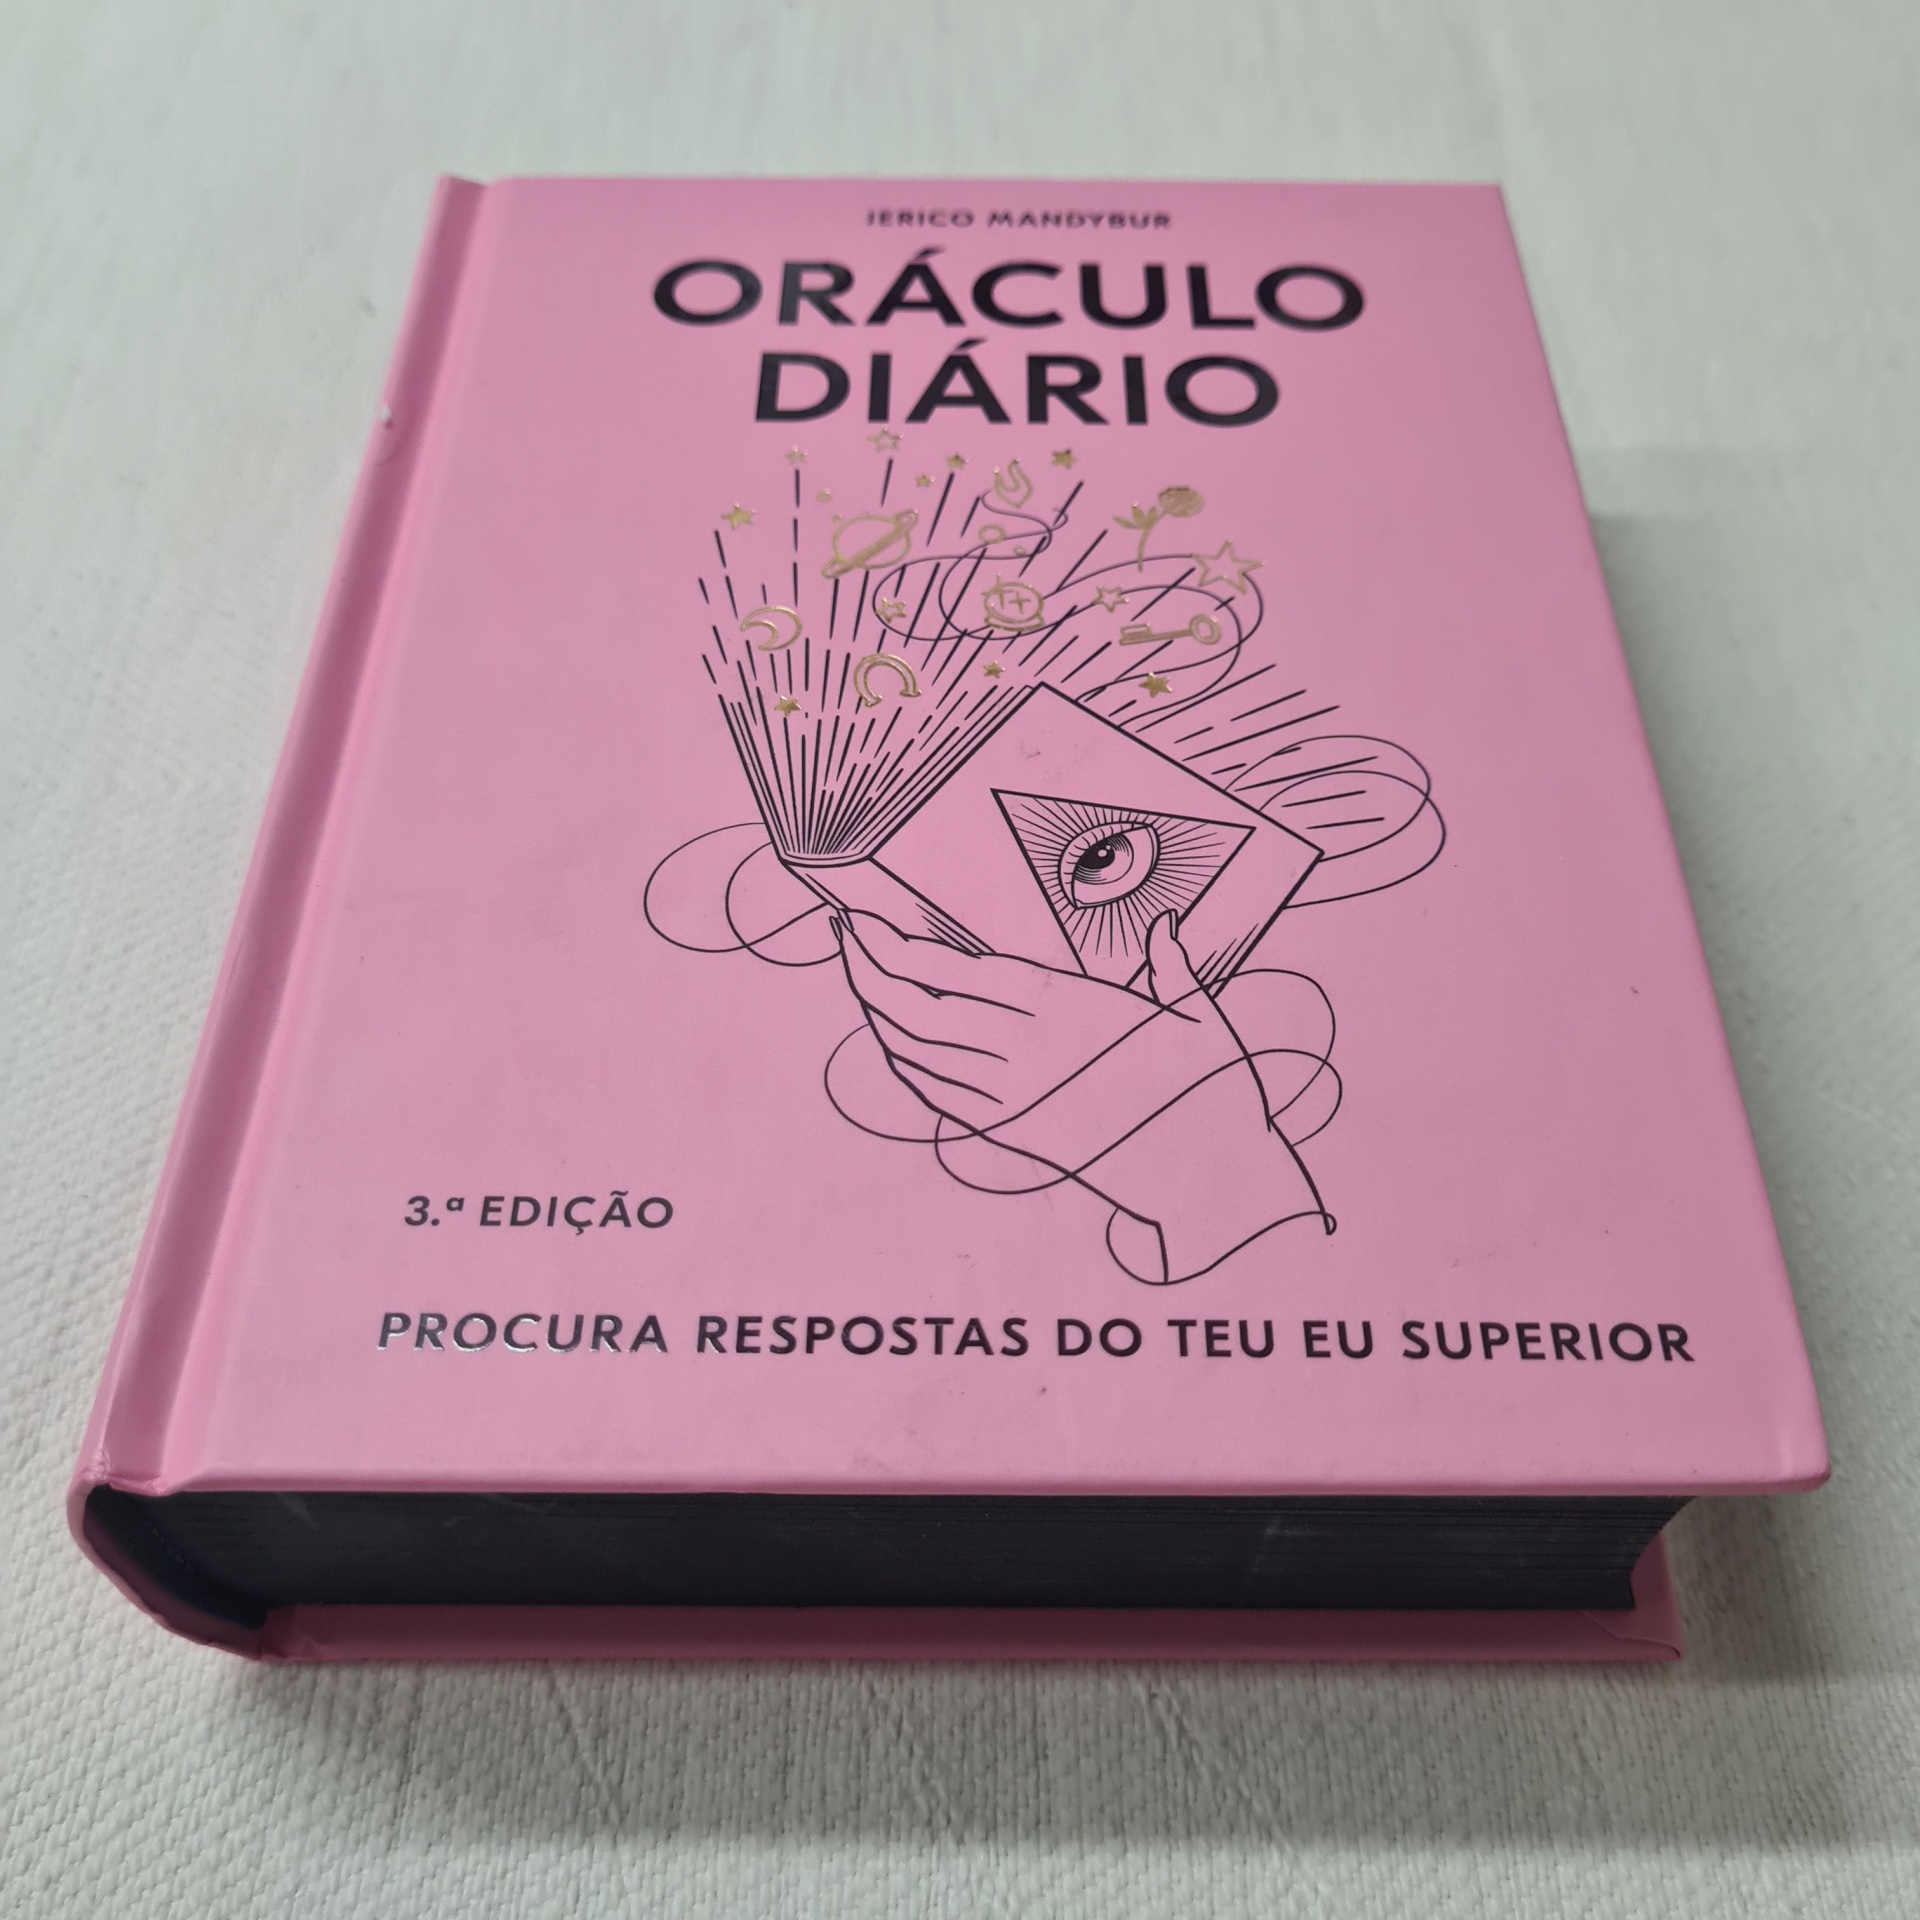 JERICO MANDYBUR
ORÁCULO
DIÁRIO
3.ª EDIÇÃO
PROCURA RESPOSTAS DO TEU EU SUPERIOR